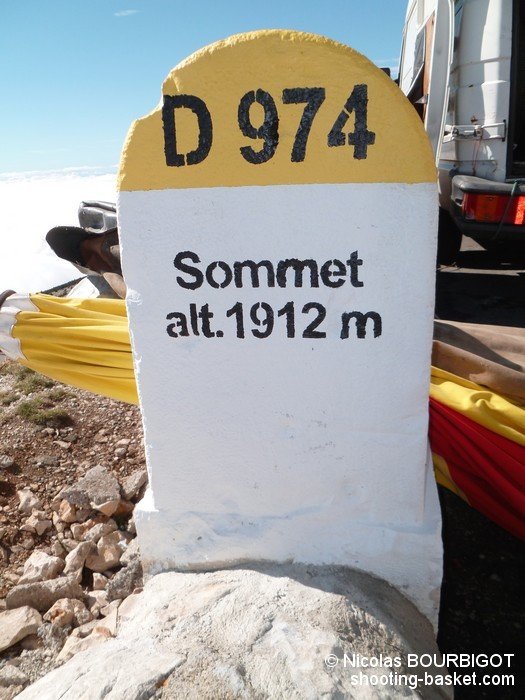 D 974
Sommet
alt.1912 m
© Nicolas BOURBIGOT
shooting-basket.com